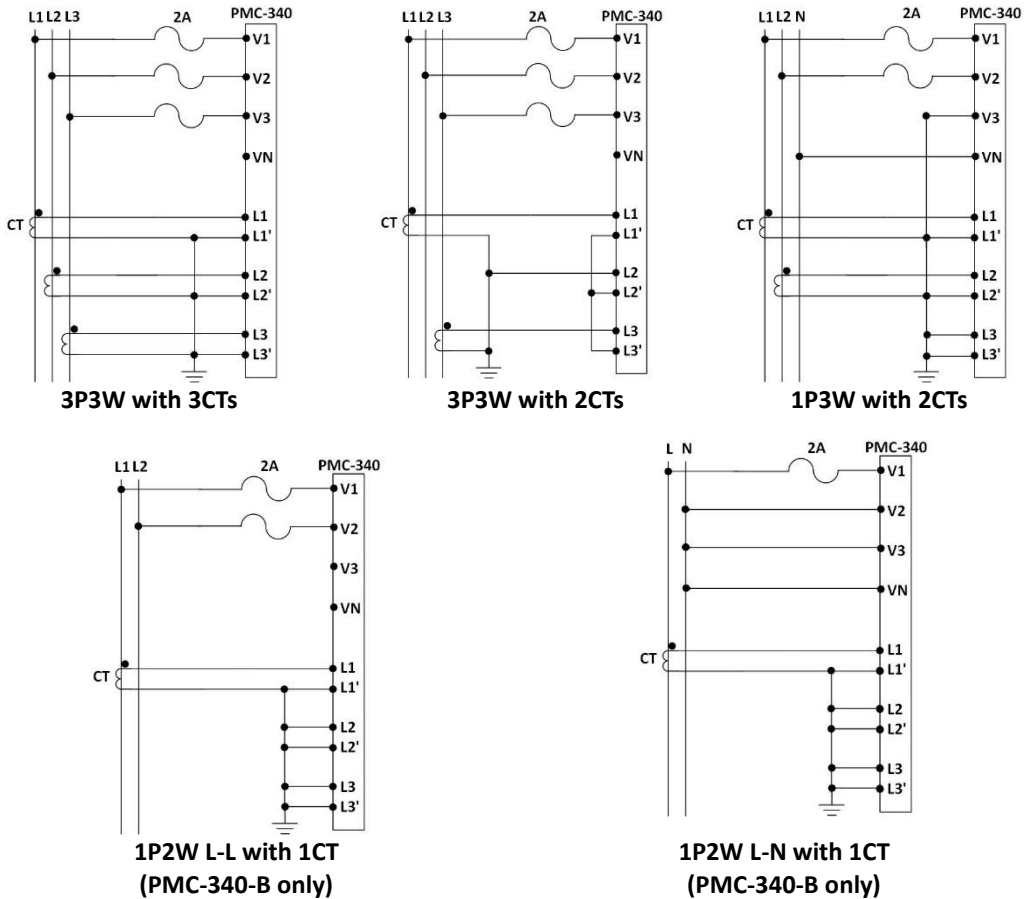 L1 L2 L3 2A PMC-340
V1
V2
V3
VN
CT
L1
L1'
L2
L2'
L3
L3'
3P3W with 3CTs
L1 L2 L3 2A PMC-340
V1
V2
V3
VN
CT
L1
L1'
L2
L2'
L3
L3'
3P3W with 2CTs
L1 L2 N 2A PMC-340
V1
V2
V3
VN
CT
L1
L1'
L2
L2'
L3
L3'
1P3W with 2CTs
L1 L2 2A PMC-340
V1
V2
V3
VN
CT
L1
L1'
L2
L2'
L3
L3'
1P2W L-L with 1CT
(PMC-340-B only)
L N 2A PMC-340
V1
V2
V3
VN
CT
L1
L1'
L2
L2'
L3
L3'
1P2W L-N with 1CT
(PMC-340-B only)